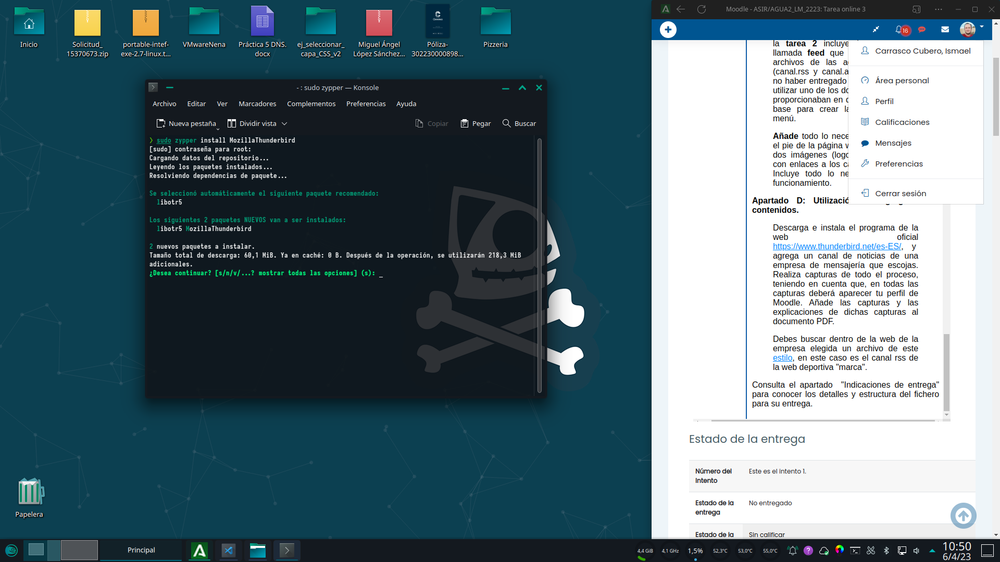 Inicio
Solicitud_
15370673.zip
portable-intef-
exe-2.7-linux.t...
VMwareNena
Práctica 5 DNS.
docx
ej_seleccionar_
capa_CSS_v2
Miguel Ángel
López Sánchez...
Póliza-
302230000898...
Pizzeria
- : sudo zypper — Konsole
Archivo Editar Ver Marcadores Complementos Preferencias Ayuda
Nueva pestaña Dividir vista Copiar Pegar Buscar
❯ sudo zypper install MozillaThunderbird
[sudo] contraseña para root:
Cargando datos del repositorio...
Leyendo los paquetes instalados...
Resolviendo dependencias de paquete...
Se seleccionó automáticamente el siguiente paquete recomendado:
libotr5
Los siguientes 2 paquetes NUEVOS van a ser instalados:
libotr5 MozillaThunderbird
2 nuevos paquetes a instalar.
Tamaño total de descarga: 60,1 MiB. Ya en caché: 0 B. Después de la operación, se utilizarán 218,3 MiB
adicionales.
¿Desea continuar? [s/n/v/...? mostrar todas las opciones] (s): _
Papelera
Moodle - ASIR/AGUA2_LM_2223: Tarea online 3
16
la tarea 2 incluye
llamada feed que
archivos de las
(canal.rss y canal.a
no haber entregado
utilizar uno de los
proporcionaban en
base para crear
menú.
Añade todo lo nece
el pie de la página
dos imágenes (log
con enlaces a los
Incluye todo lo ne
funcionamiento.
Carrasco Cubero, Ismael
Área personal
Perfil
Calificaciones
Mensajes
Preferencias
Cerrar sesión
Apartado D: Utilizació
contenidos.
Descarga e instala el programa de la
web oficial
https://www.thunderbird.net/es-ES/, y
agrega un canal de noticias de una
empresa de mensajería que escojas.
Realiza capturas de todo el proceso,
teniendo en cuenta que, en todas las
capturas deberá aparecer tu perfil de
Moodle. Añade las capturas y las
explicaciones de dichas capturas al
documento PDF.
Debes buscar dentro de la web de la
empresa elegida un archivo de este
estilo, en este caso es el canal rss de
la web deportiva "marca".
Consulta el apartado "Indicaciones de entrega"
para conocer los detalles y estructura del fichero
para su entrega.
Estado de la entrega
Número del
intento
Este es el intento 1.
Estado de la
entrega
No entregado
Estado de la
Sin calificar
Principal
4,4 GiB 4,1 GHz 1,5% 52,3°C 53,0°C 55,0°C
10:50
6/4/23